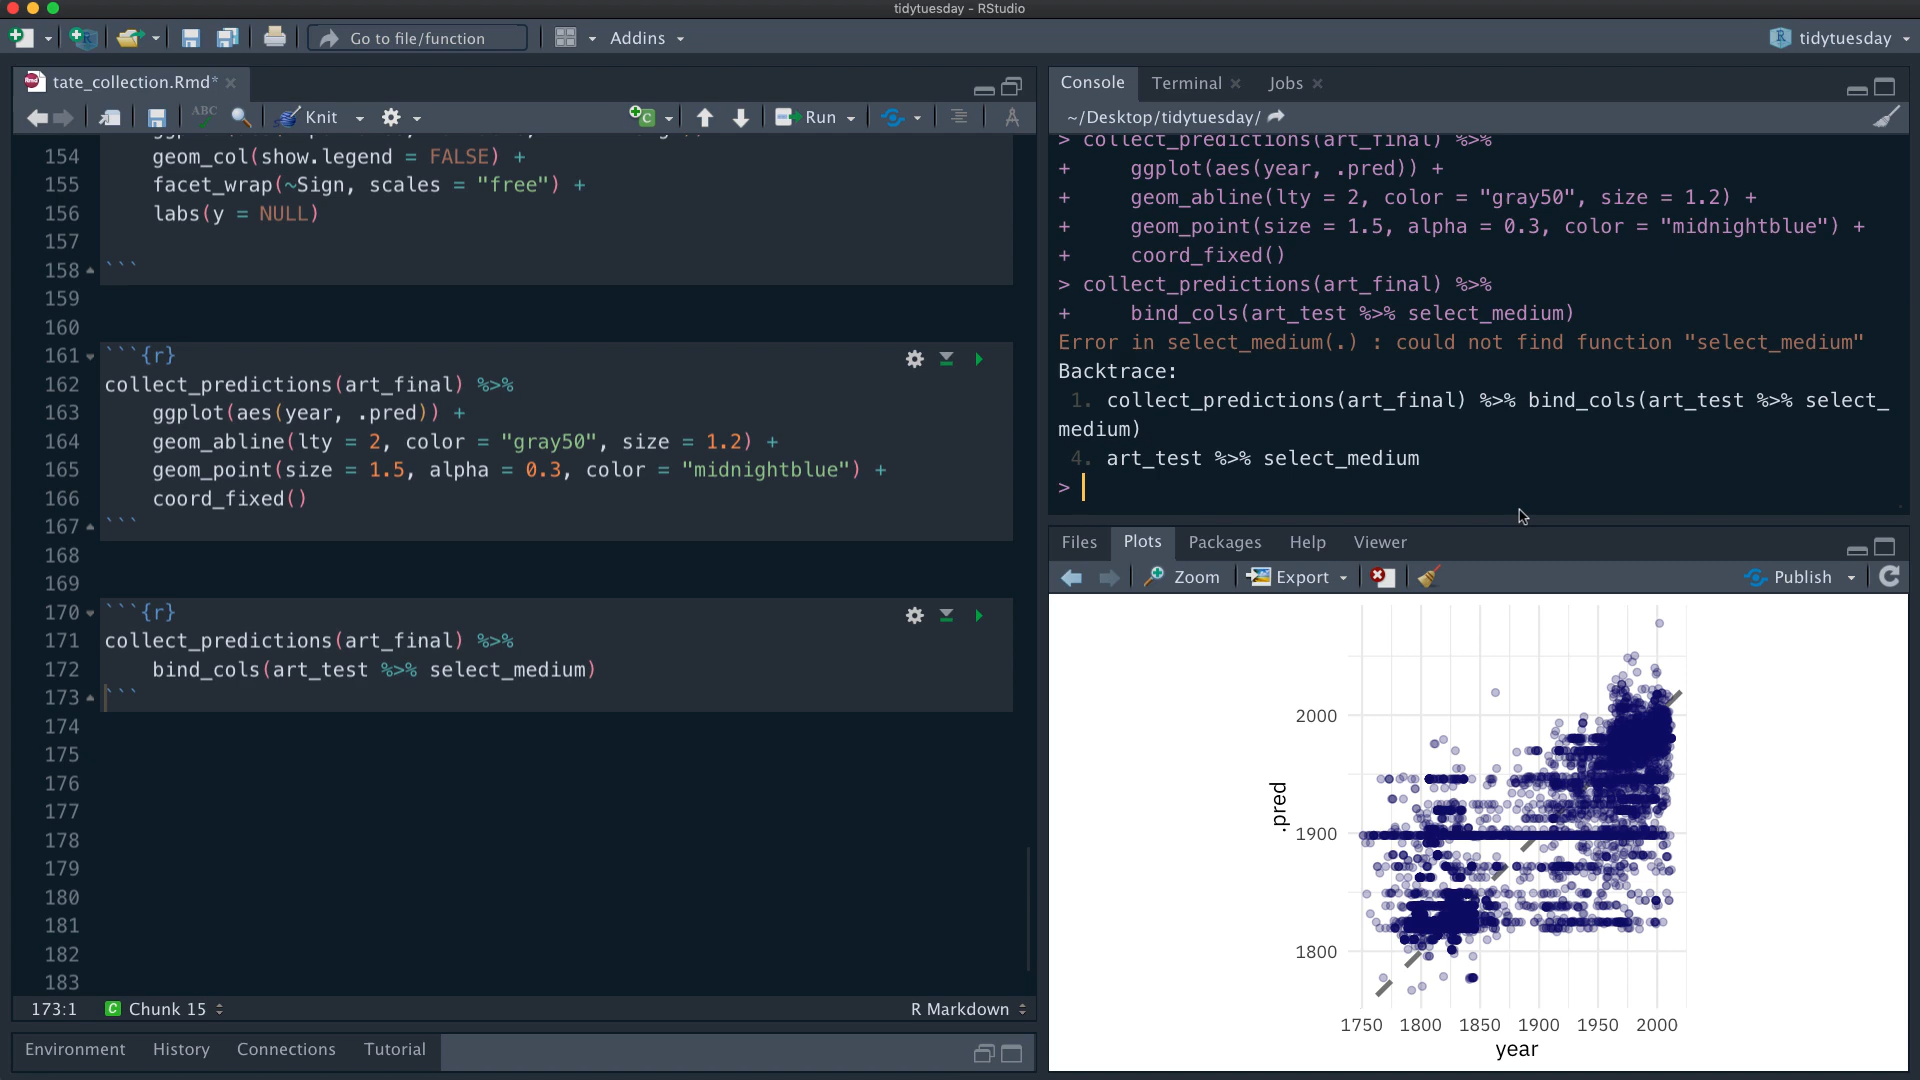 tidytuesday - RStudio
Go to file/function
Addins
tidytuesday
tate_collection.Rmd*
ABC
Knit
Run
154 geom_col(show.legend = FALSE) +
155 facet_wrap(~Sign, scales = "free") +
156 labs(y = NULL)
157
158 ```
159
160
161 ```{r}
162 collect_predictions(art_final) %>%
163 ggplot(aes(year, .pred)) +
164 geom_abline(lty = 2, color = "gray50", size = 1.2) +
165 geom_point(size = 1.5, alpha = 0.3, color = "midnightblue") +
166 coord_fixed()
167 ```
168
169
170 ```{r}
171 collect_predictions(art_final) %>%
172 bind_cols(art_test %>% select_medium)
173 ```
174
175
176
177
178
179
180
181
182
183
173:1 Chunk 15 R Markdown
Environment History Connections Tutorial
Console Terminal Jobs
~/Desktop/tidytuesday/
> collect_predictions(art_final) %>%
+ ggplot(aes(year, .pred)) +
+ geom_abline(lty = 2, color = "gray50", size = 1.2) +
+ geom_point(size = 1.5, alpha = 0.3, color = "midnightblue") +
+ coord_fixed()
> collect_predictions(art_final) %>%
+ bind_cols(art_test %>% select_medium)
Error in select_medium(.) : could not find function "select_medium"
Backtrace:
1. collect_predictions(art_final) %>% bind_cols(art_test %>% select_
medium)
4. art_test %>% select_medium
>
Files Plots Packages Help Viewer
Zoom Export Publish
2000
1900
1800
.pred
1750 1800 1850 1900 1950 2000
year